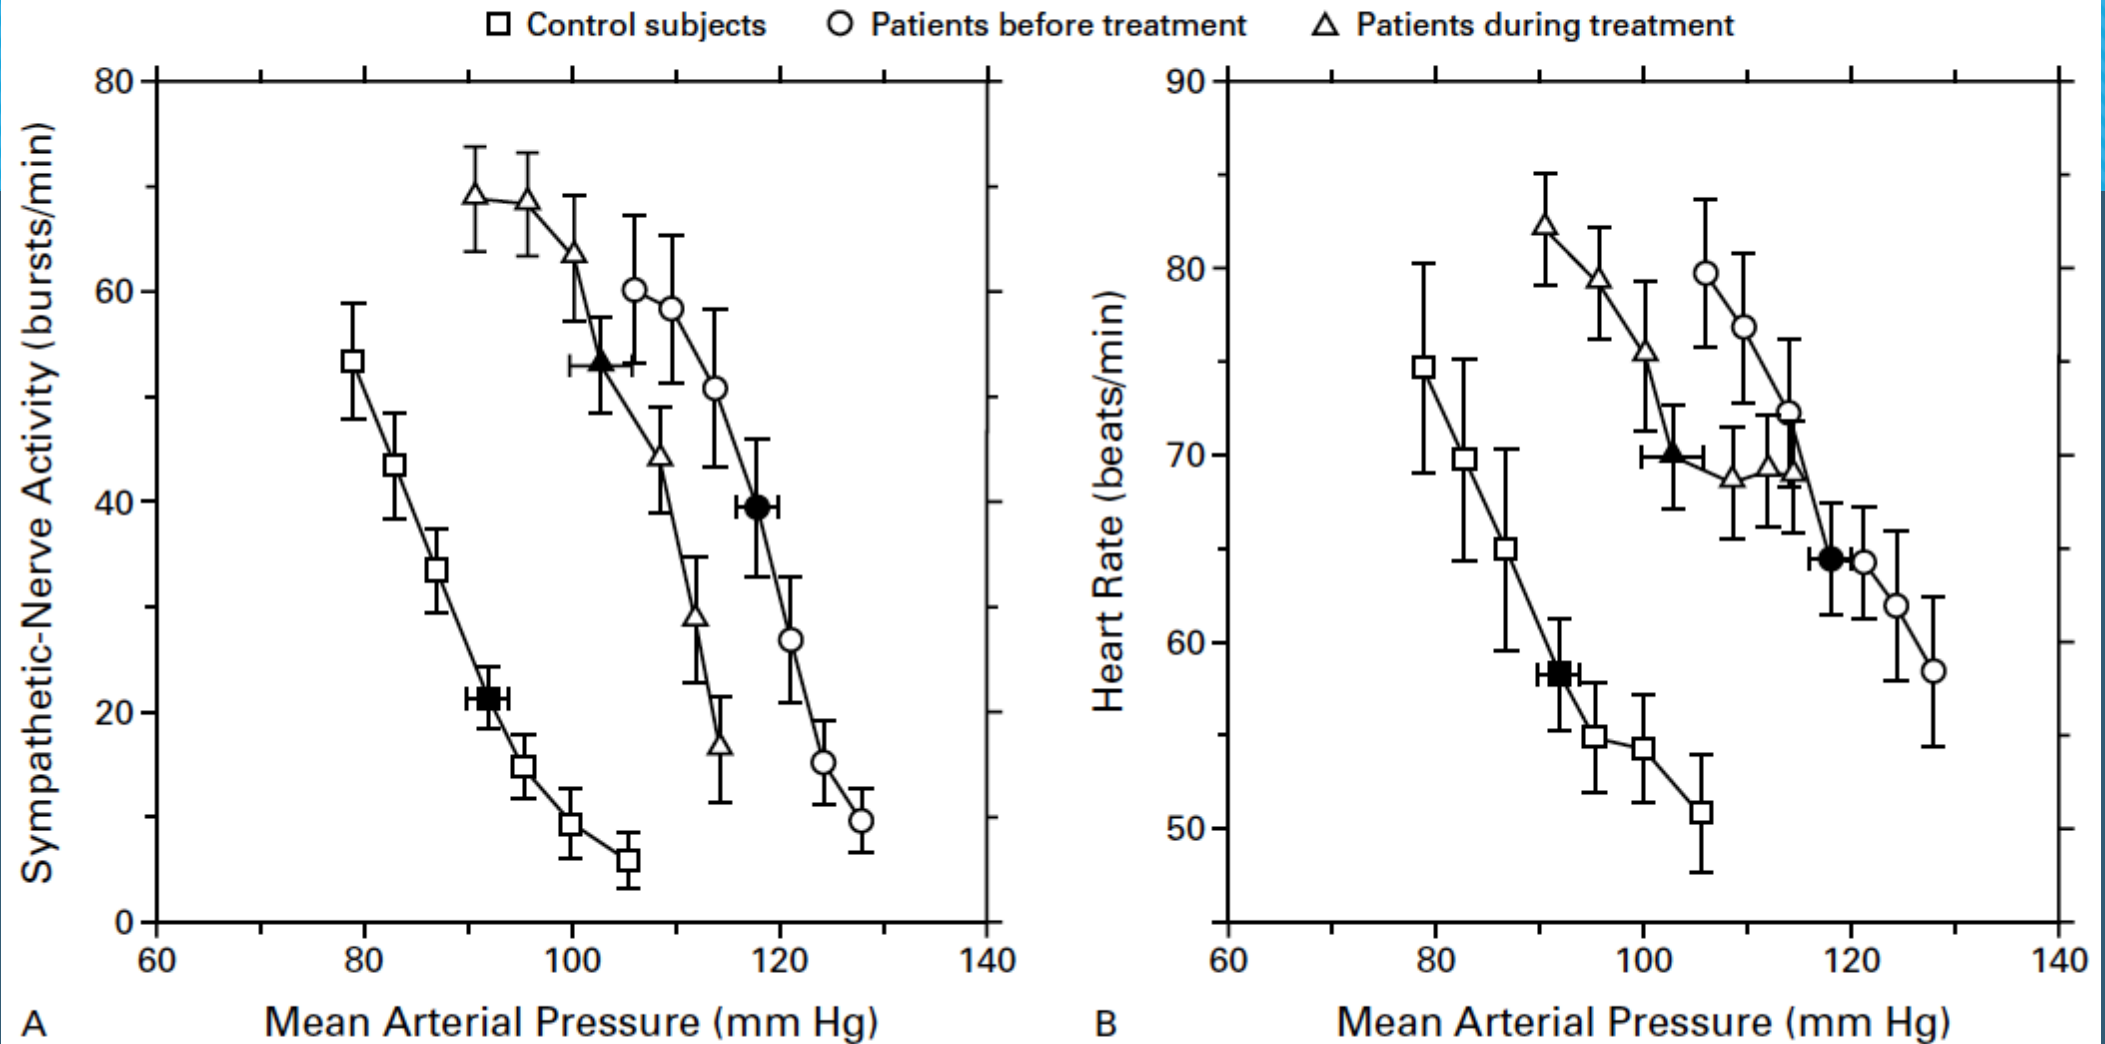 Control subjects Patients before treatment Patients during treatment
Sympathetic-Nerve Activity (bursts/min)
80
60
40
20
0
60 80 100 120 140
Mean Arterial Pressure (mm Hg)
A
Heart Rate (beats/min)
90
80
70
60
50
60 80 100 120 140
Mean Arterial Pressure (mm Hg)
B